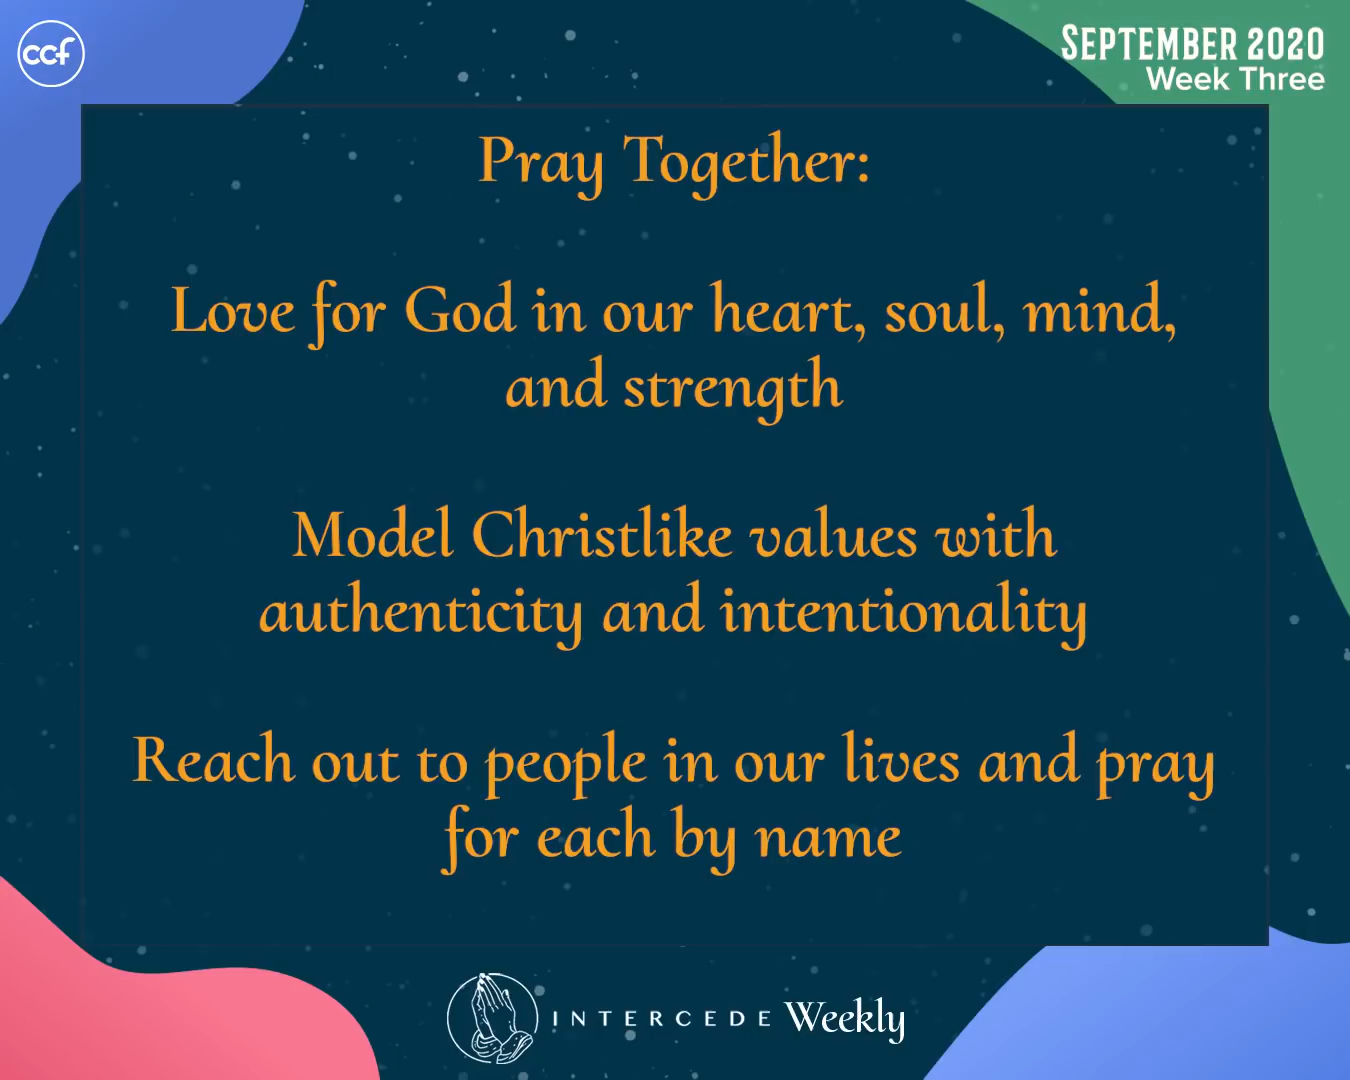 ccf
SEPTEMBER 2020
Week Three
Pray Together:
Love for God in our heart, soul, mind,
and strength
Model Christlike values with
authenticity and intentionality
Reach out to people in our lives and pray
for each by name
INTERCEDE Weekly